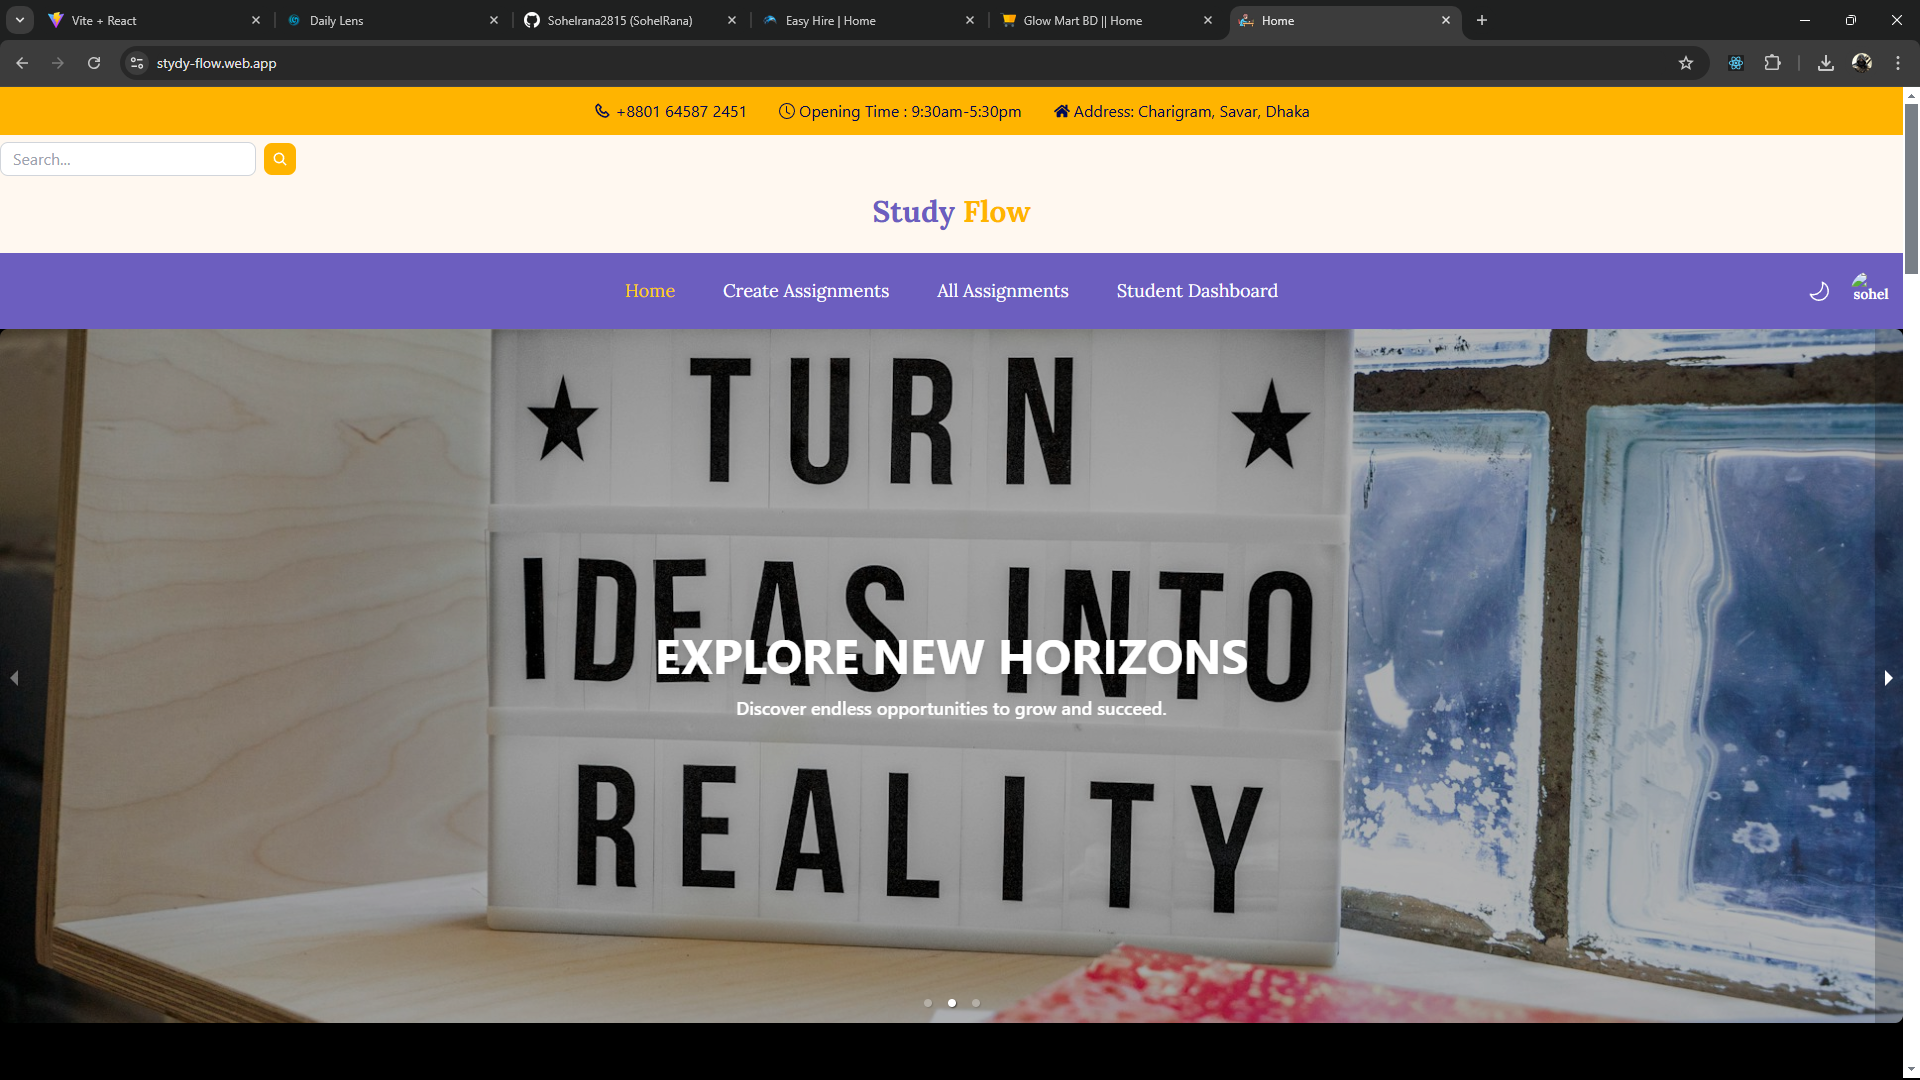 Vite + React
Daily Lens
Sohelrana2815 (SohelRana)
Easy Hire | Home
Glow Mart BD || Home
Home
stydy-flow.web.app
+8801 64587 2451
Opening Time : 9:30am-5:30pm
Address: Charigram, Savar, Dhaka
Search...
Study Flow
Home
Create Assignments
All Assignments
Student Dashboard
sohel
TURN
IDEAS INTO
EXPLORE NEW HORIZONS
Discover endless opportunities to grow and succeed.
REALITY